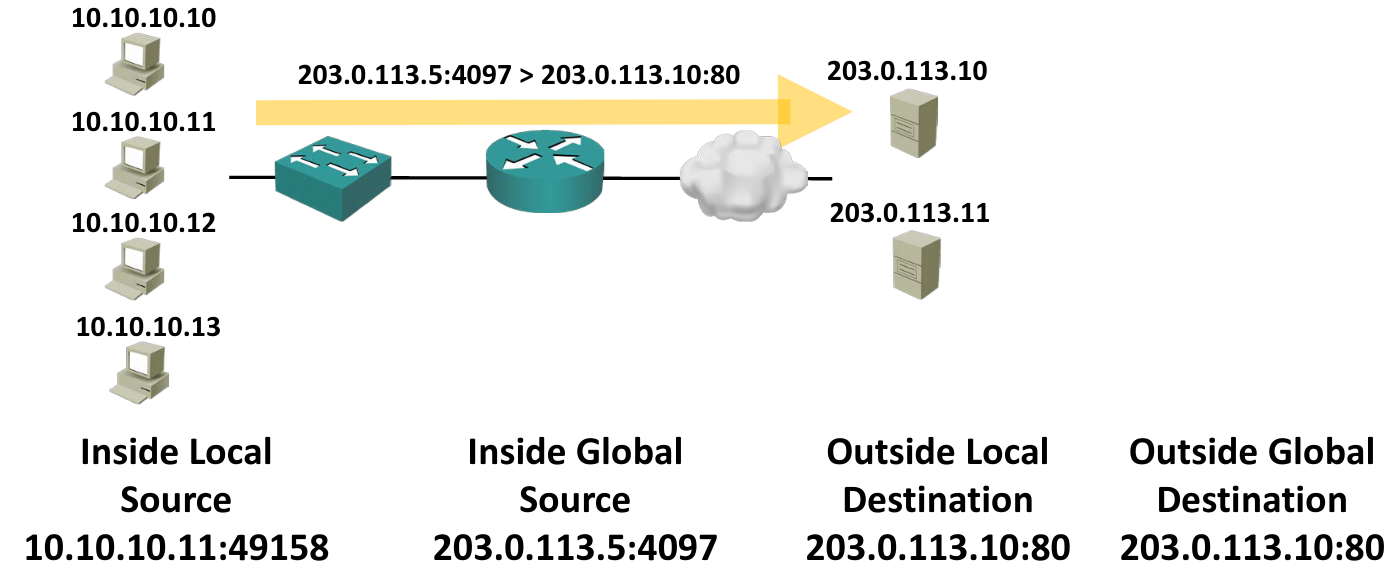 10.10.10.10
203.0.113.5:4097 > 203.0.113.10:80
203.0.113.10
10.10.10.11
10.10.10.12
203.0.113.11
10.10.10.13
Inside Local
Source
10.10.10.11:49158
Inside Global
Source
203.0.113.5:4097
Outside Local
Destination
203.0.113.10:80
Outside Global
Destination
203.0.113.10:80